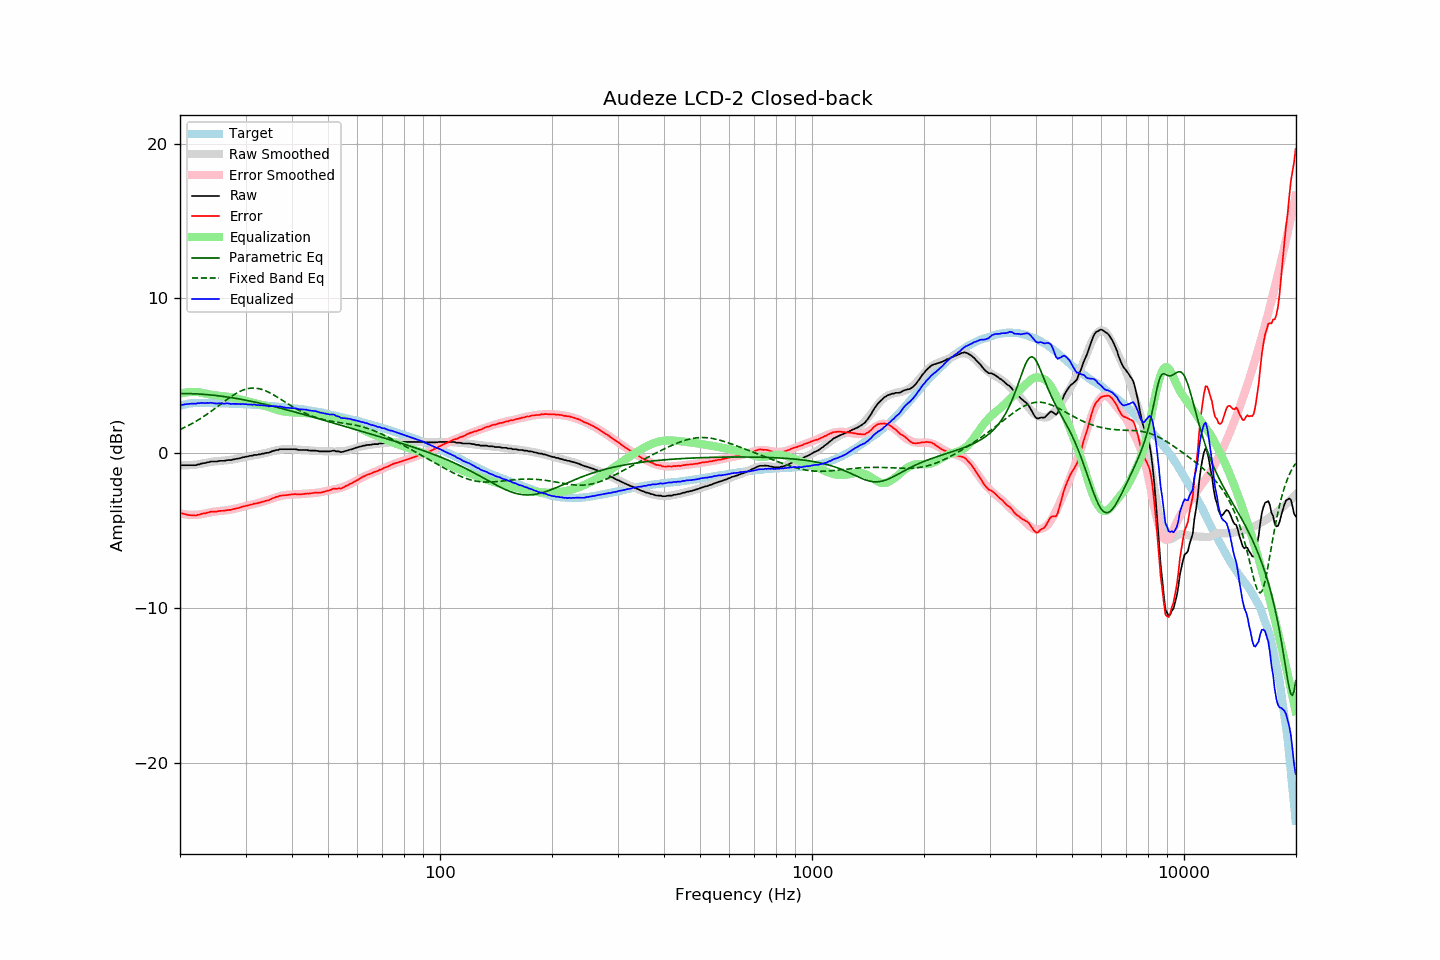 Audeze LCD-2 Closed-back
Target
Raw Smoothed
Error Smoothed
Raw
Error
Equalization
Parametric Eq
Fixed Band Eq
Equalized
20
10
0
−10
−20
Amplitude (dBr)
100
1000
10000
Frequency (Hz)